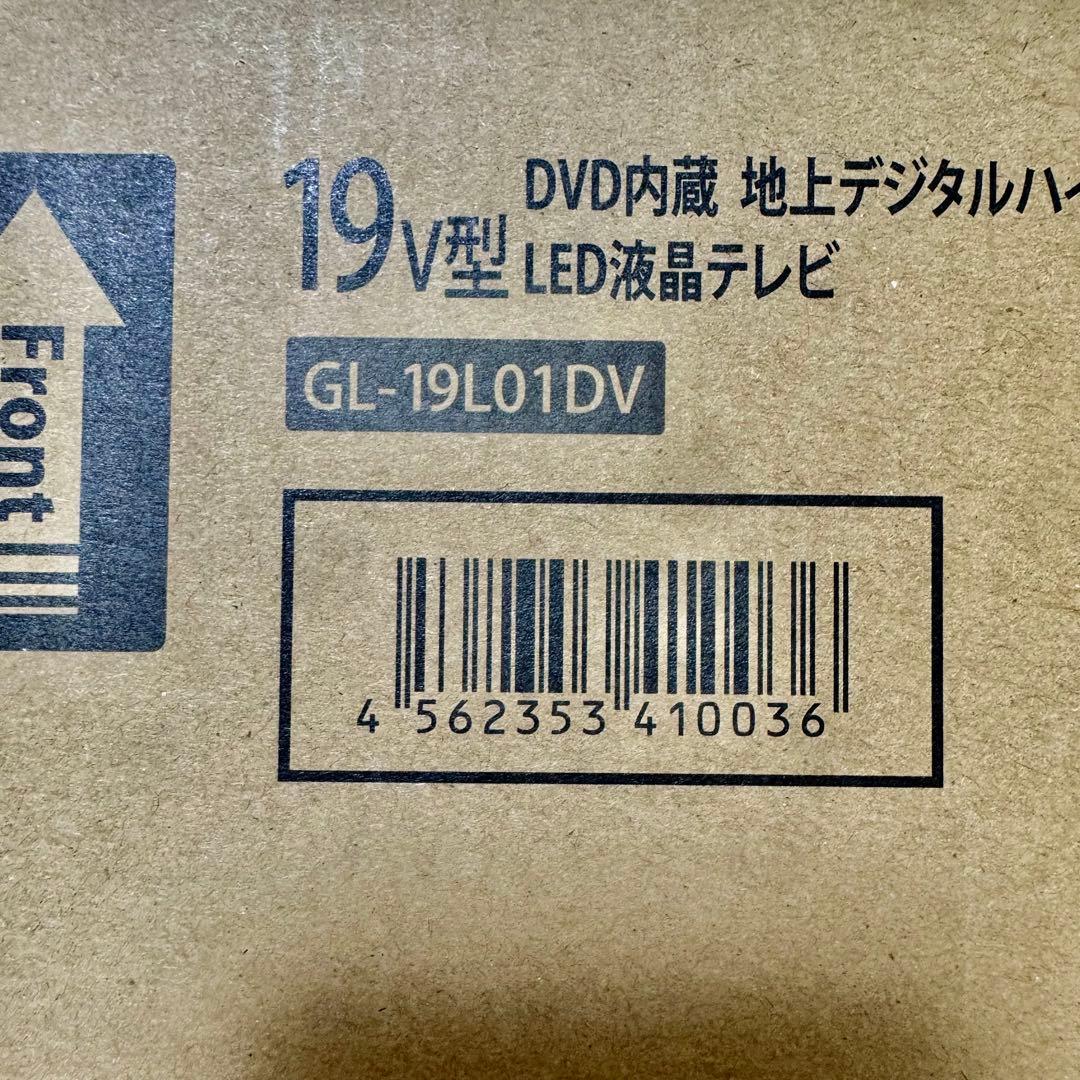 19V型
DVD内蔵 地上デジタルハイ
LED液晶テレビ
GL-19L01DV
Front
4 562353 410036